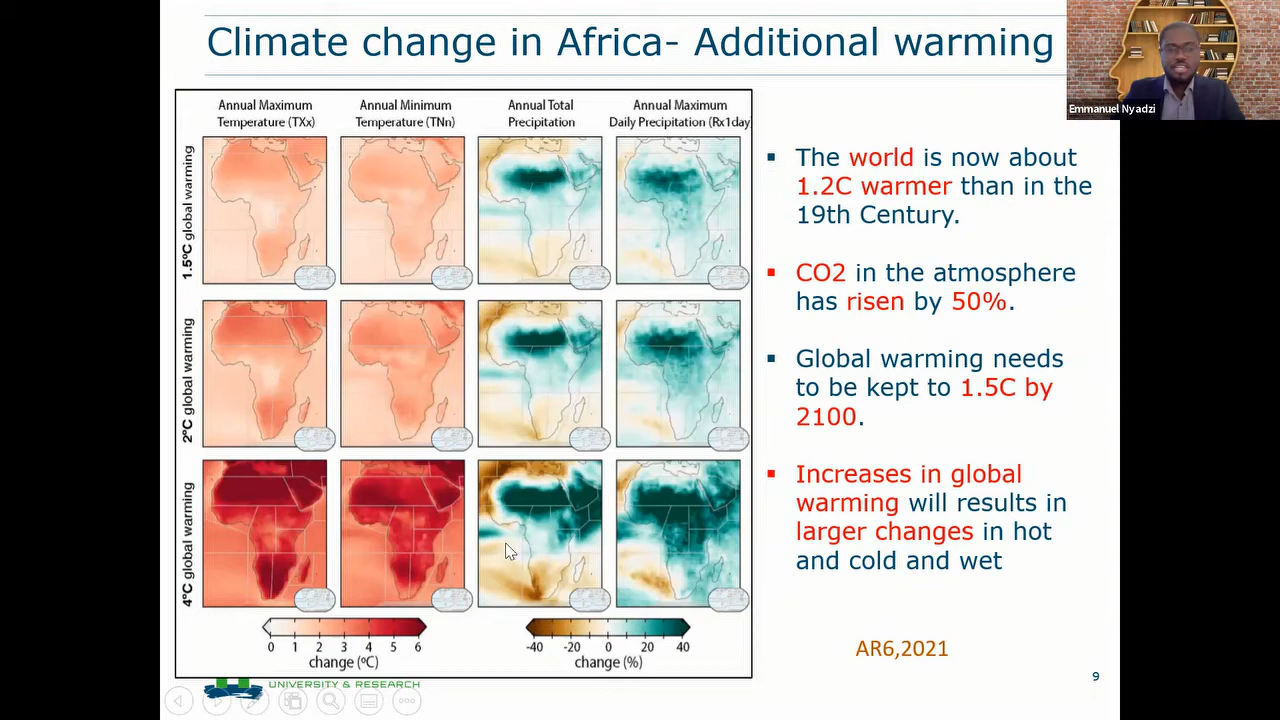 Climate change in Africa- Additional warming
Emmanuel Nyadzi
Annual Maximum
Temperature (TXx)
Annual Minimum
Temperature (TNn)
Annual Total
Precipitation
Annual Maximum
Daily Precipitation (Rx1day
1.5ºC global warming
2ºC global warming
4ºC global warming
0 1 2 3 4 5 6
change (ºC)
-40 -20 0 20 40
change (%)
▪ The world is now about
1.2C warmer than in the
19th Century.
▪ CO2 in the atmosphere
has risen by 50%.
▪ Global warming needs
to be kept to 1.5C by
2100.
▪ Increases in global
warming will results in
larger changes in hot
and cold and wet
AR6,2021
UNIVERSITY & RESEARCH
9